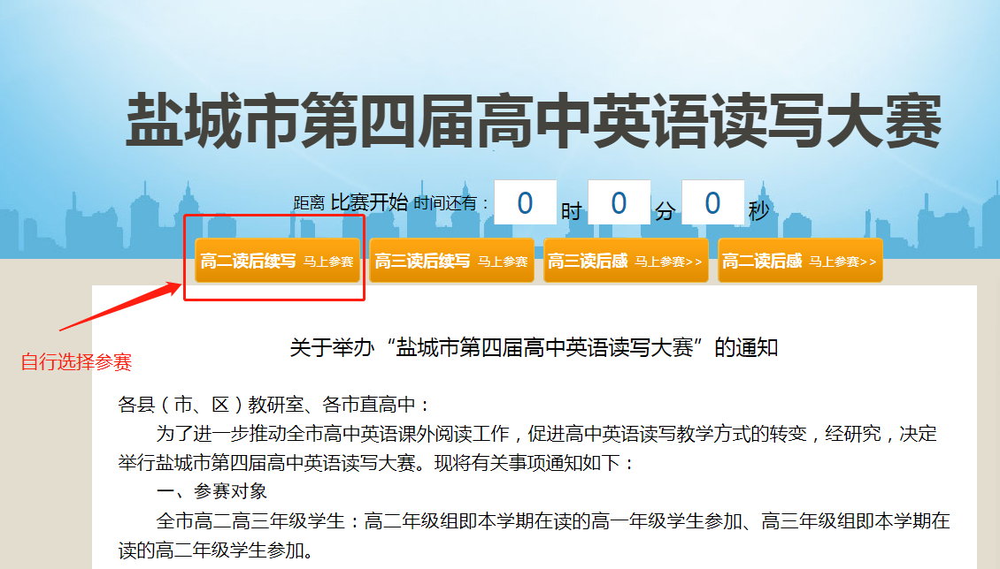 盐城市第四届高中英语读写大赛
距离 比赛开始 时间还有： 0 时 0 分 0 秒
高二读后续写 马上参赛 高三读后续写 马上参赛 高三读后感 马上参赛>> 高二读后感 马上参赛>>
关于举办“盐城市第四届高中英语读写大赛”的通知
自行选择参赛
各县（市、区）教研室、各市直高中：
为了进一步推动全市高中英语课外阅读工作，促进高中英语读写教学方式的转变，经研究，决定
举行盐城市第四届高中英语读写大赛。现将有关事项通知如下：
一、参赛对象
全市高二高三年级学生：高二年级组即本学期在读的高一年级学生参加、高三年级组即本学期在
读的高二年级学生参加。